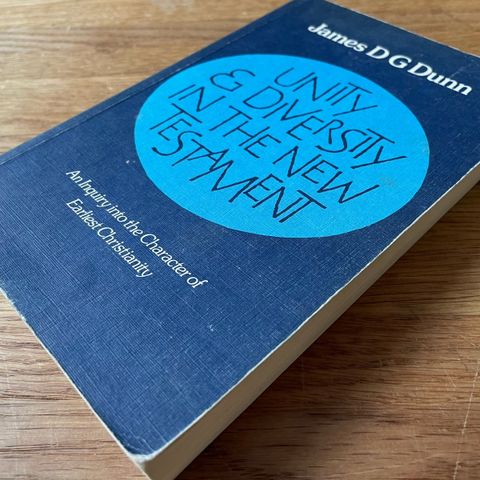 James D G Dunn
UNITY
& DIVERSITY
IN THE NEW
TESTAMENT
An Inquiry into the Character of
Earliest Christianity